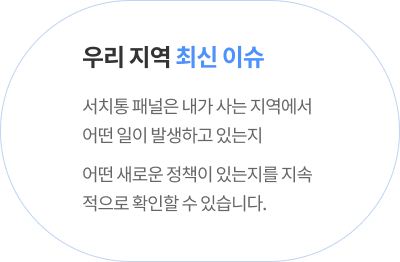 우리 지역 최신 이슈
서치통 패널은 내가 사는 지역에서
어떤 일이 발생하고 있는지
어떤 새로운 정책이 있는지를 지속
적으로 확인할 수 있습니다.